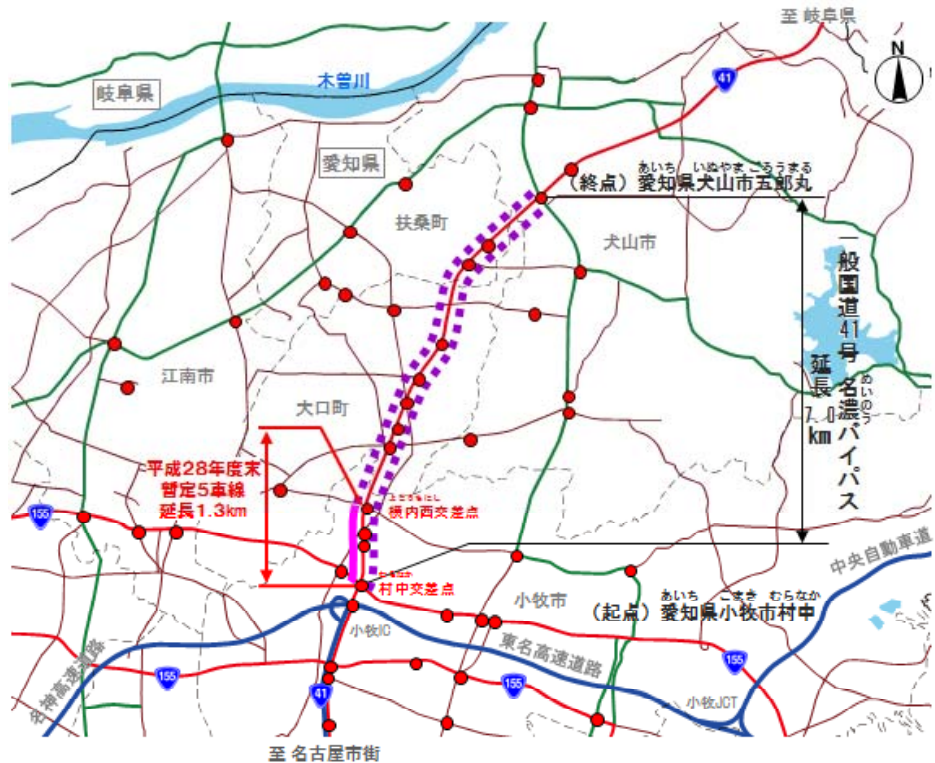 至 岐阜県
N
木曽川
41
岐阜県
愛知県
あいち いぬやま ごろうまる
（終点）愛知県犬山市五郎丸
扶桑町
犬山市
一般国道41号 名濃バイパス
めいのう
延長 7.0km
江南市
大口町
平成28年度末
暫定5車線
延長1.3km
155
横内西交差点
中央自動車道
むらなか
村中交差点
小牧市
あいち こまき むらなか
（起点）愛知県小牧市村中
小牧IC
東名高速道路
名神高速道路
155
155
155
41
小牧JCT
至 名古屋市街